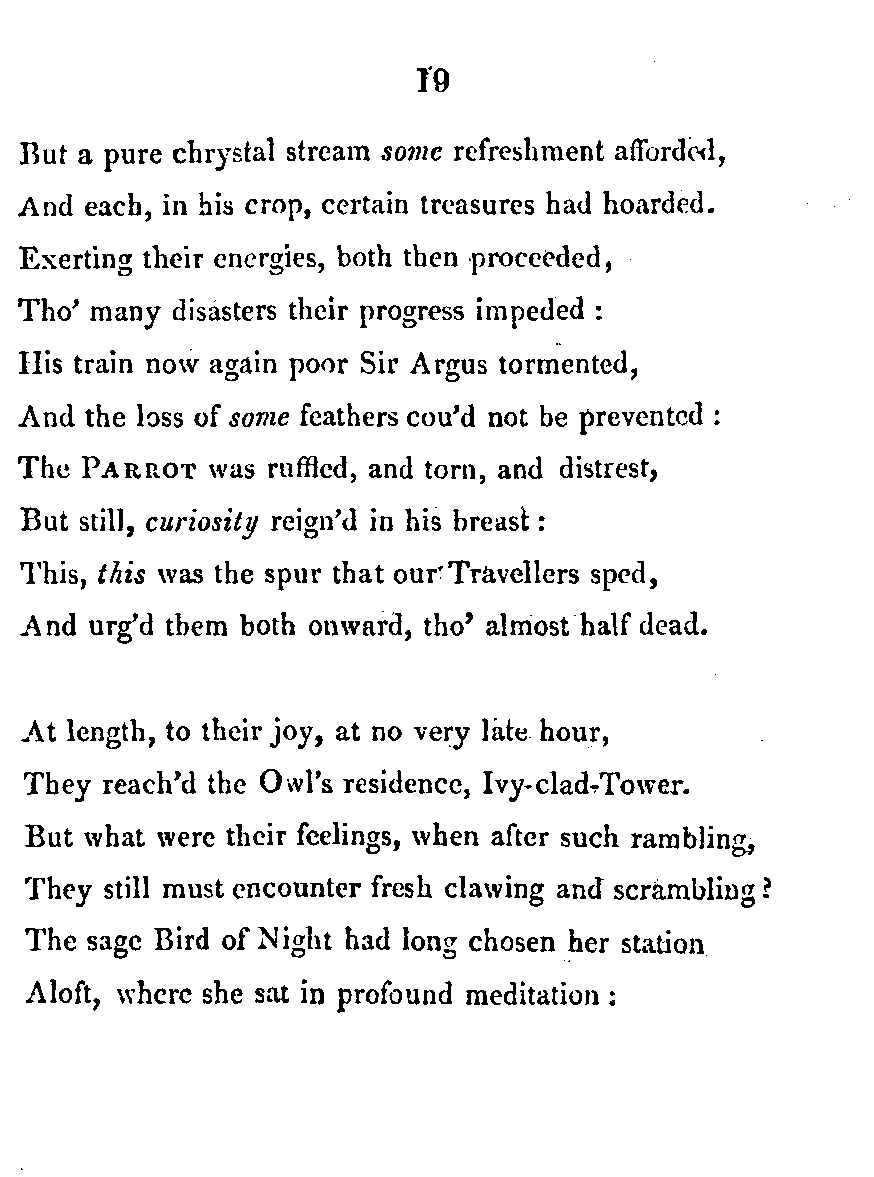 19
But a pure chrystal stream some refreshment afforded,
And each, in his crop, certain treasures had hoarded.
Exerting their energies, both then proceeded,
Tho' many disasters their progress impeded :
His train now again poor Sir Argus tormented,
And the loss of some feathers cou'd not be prevented :
The PARROT was ruffled, and torn, and distrest,
But still, curiosity reign'd in his breast :
This, this was the spur that our Travellers sped,
And urg'd them both onward, tho' almost half dead.
At length, to their joy, at no very late hour,
They reach'd the Owl's residence, Ivy-clad-Tower.
But what were their feelings, when after such rambling,
They still must encounter fresh clawing and scrambling?
The sage Bird of Night had long chosen her station
Aloft, where she sat in profound meditation :